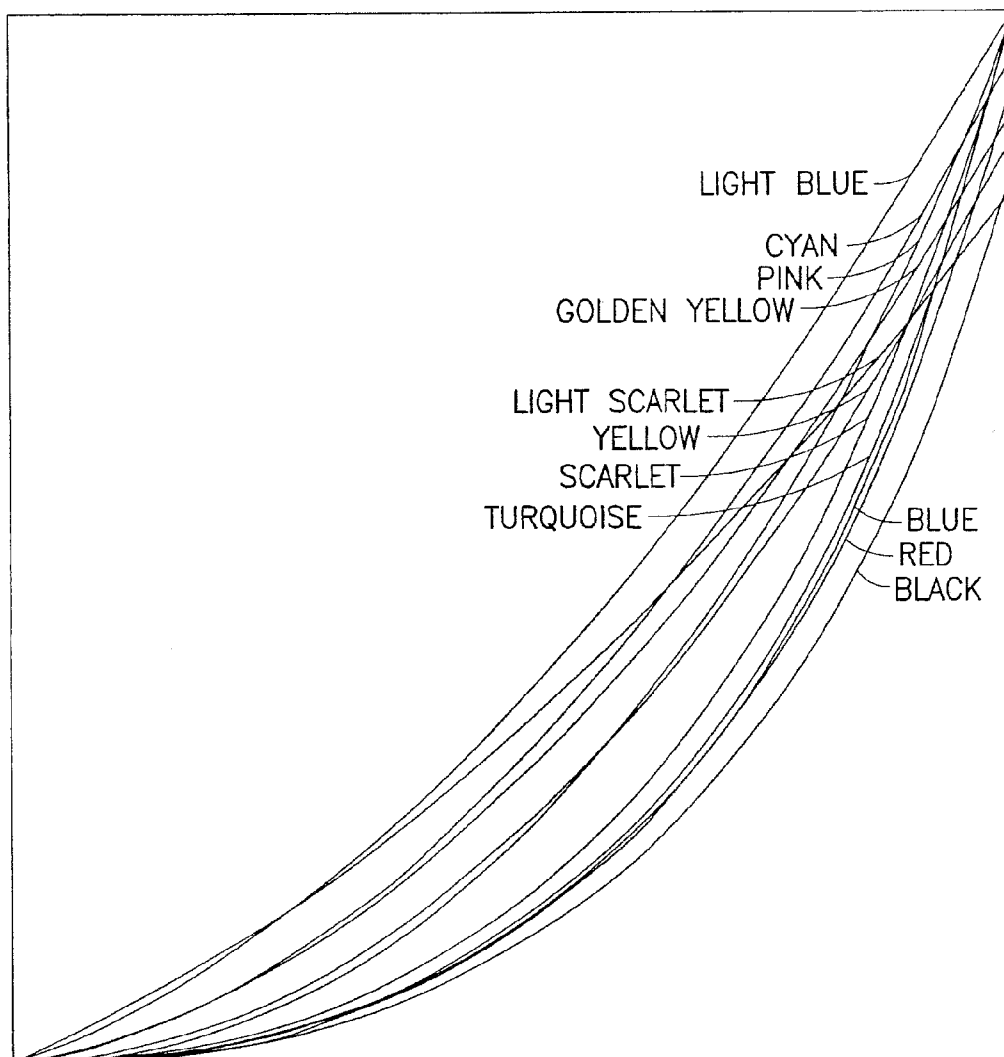 LIGHT BLUE
CYAN
PINK
GOLDEN YELLOW
LIGHT SCARLET
YELLOW
SCARLET
TURQUOISE
BLUE
RED
BLACK